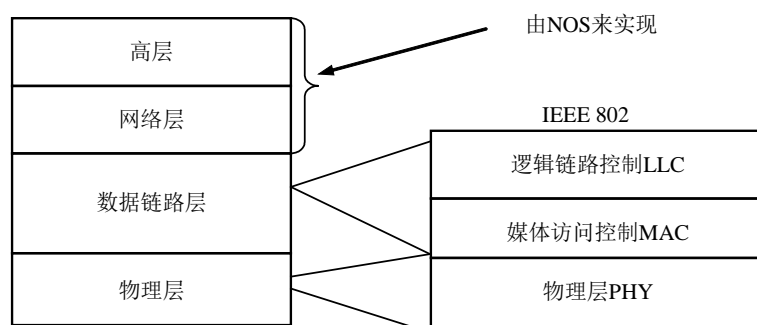 由NOS来实现
高层
网络层
数据链路层
物理层
IEEE 802
逻辑链路控制LLC
媒体访问控制MAC
物理层PHY